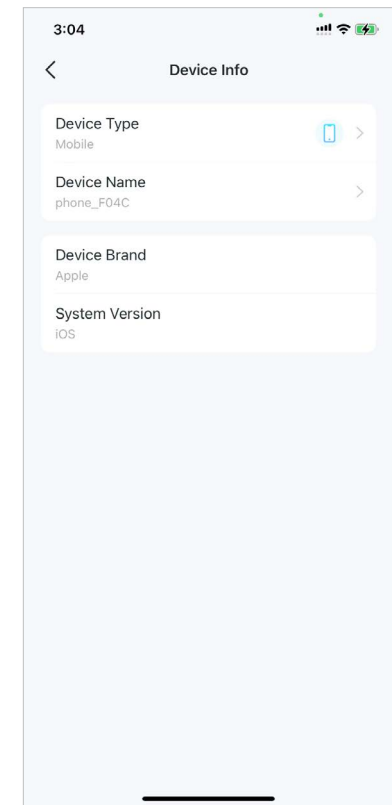 3:04
Device Info
Device Type
Mobile
Device Name
phone_F04C
Device Brand
Apple
System Version
iOS